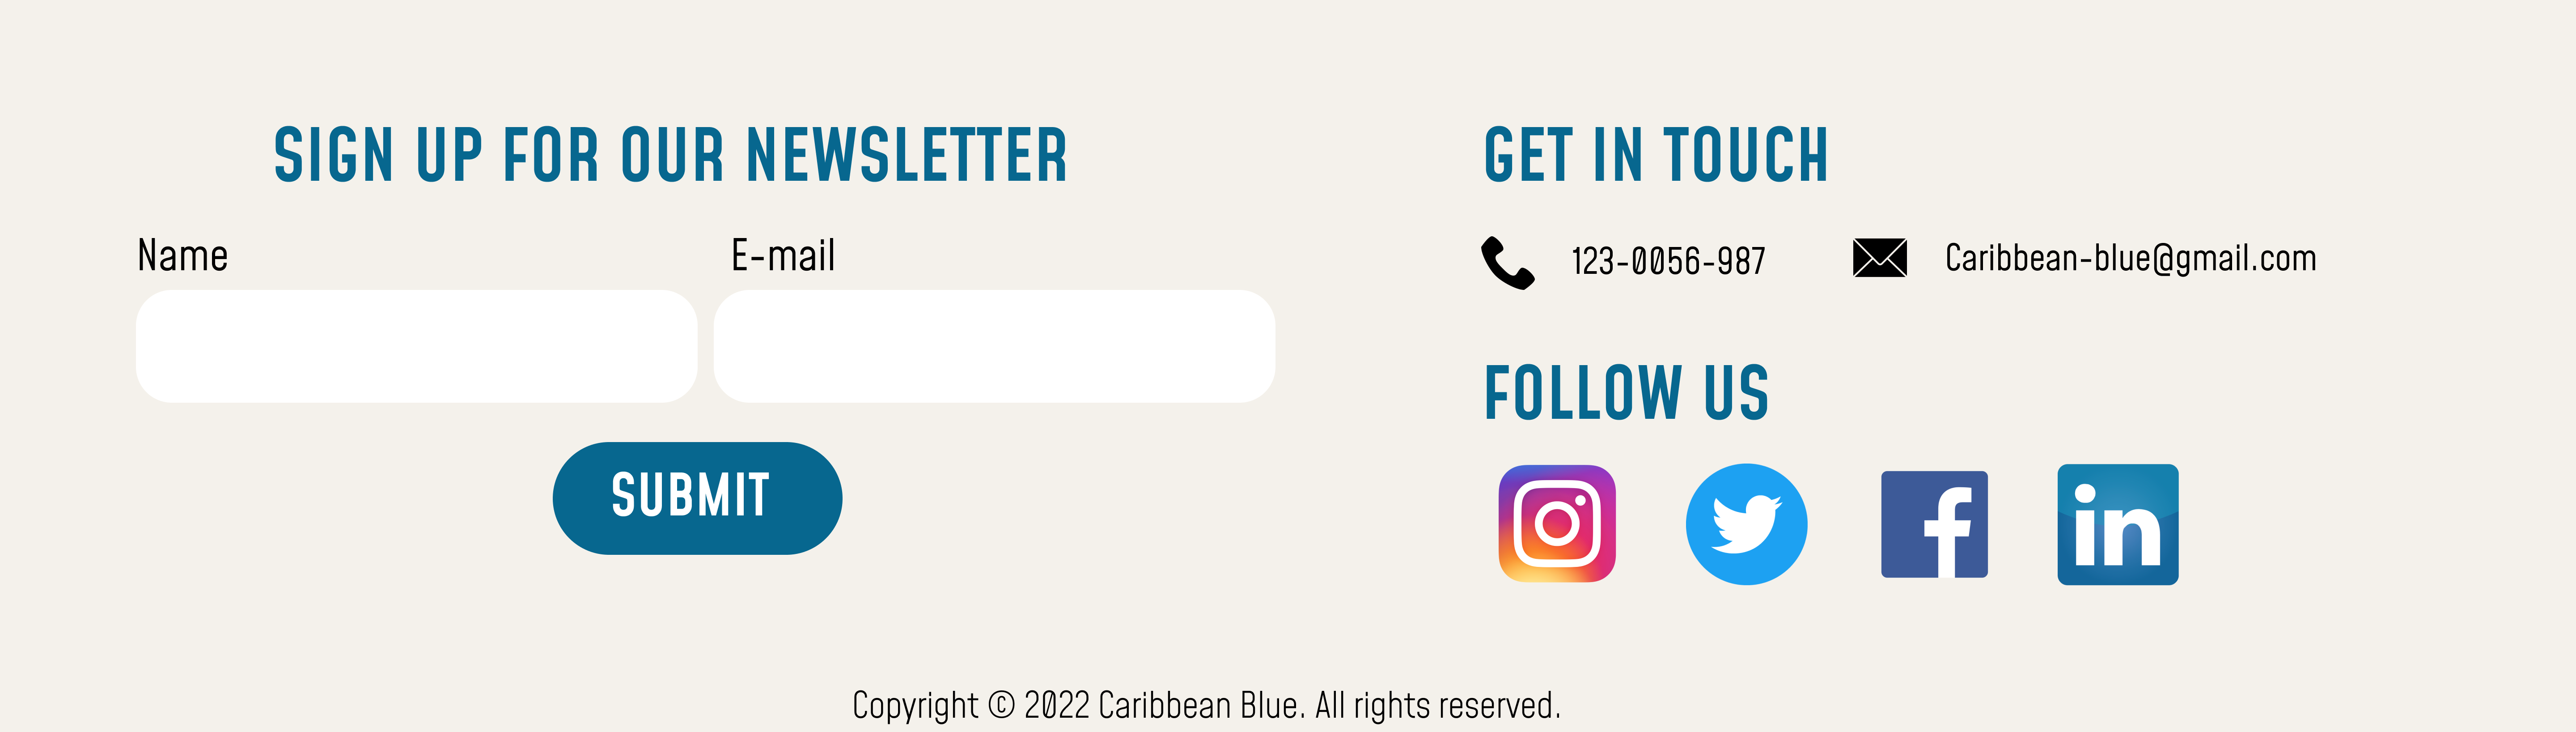 SIGN UP FOR OUR NEWSLETTER
Name
E-mail
SUBMIT
GET IN TOUCH
123-0056-987
Caribbean-blue@gmail.com
FOLLOW US
f
in
Copyright © 2022 Caribbean Blue. All rights reserved.